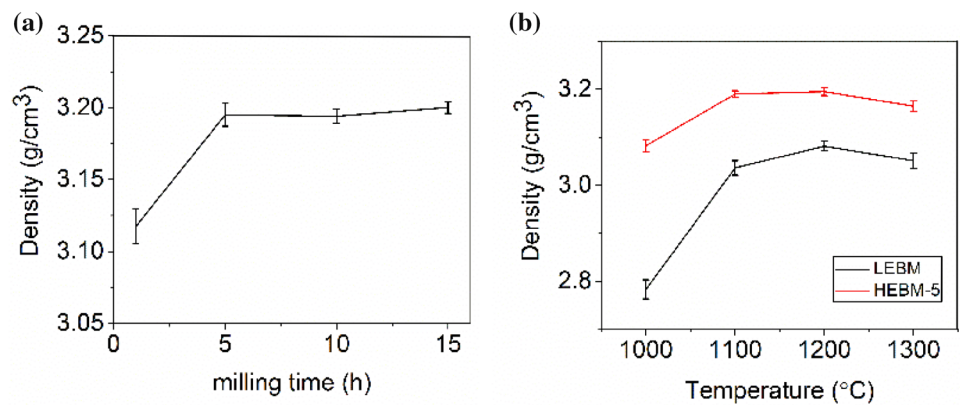 (a)
3.25
3.20
3.15
3.10
3.05
Density (g/cm³)
0
5
10
15
milling time (h)
(b)
3.2
3.0
2.8
Density (g/cm³)
LEBM
HEBM-5
1000
1100
1200
1300
Temperature (°C)